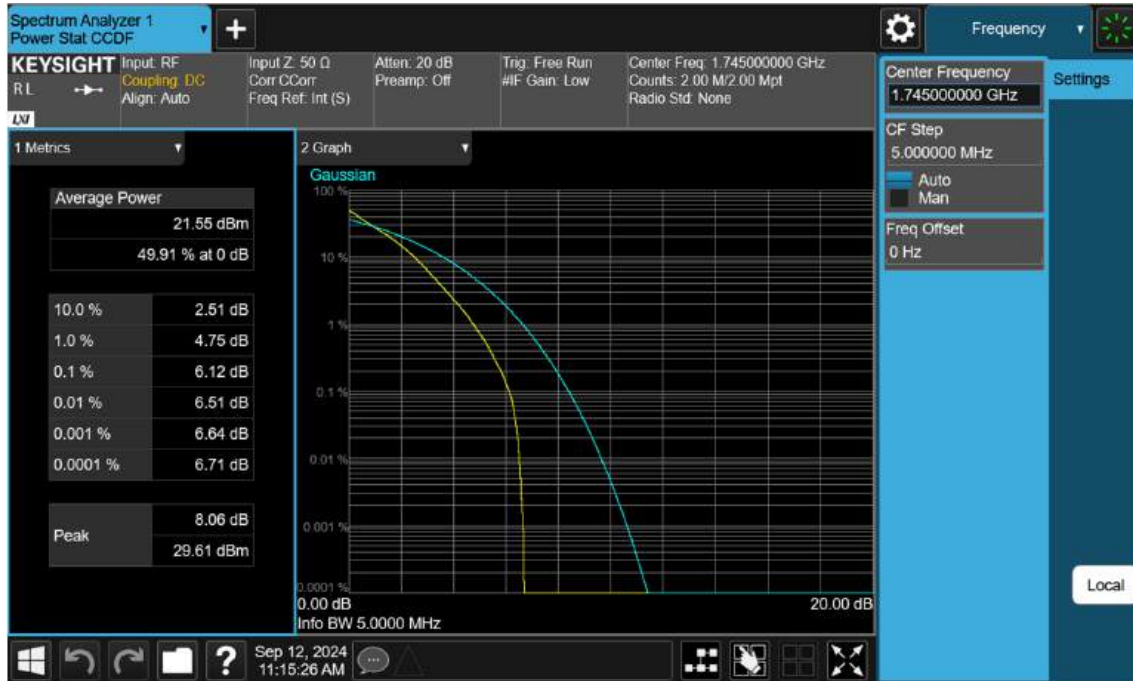 Spectrum Analyzer 1
Power Stat CCDF
Frequency
KEYSIGHT
R L
LXI
Input: RF
Coupling: DC
Align: Auto
Input Z: 50 Ω
Corr CCorr
Freq Ref: Int (S)
Atten: 20 dB
Preamp: Off
Trig: Free Run
#IF Gain: Low
Center Freq: 1.745000000 GHz
Counts: 2.00 M/2.00 Mpt
Radio Std: None
Center Frequency
1.745000000 GHz
Settings
CF Step
5.000000 MHz
Auto
Man
Freq Offset
0 Hz
1 Metrics
Average Power
21.55 dBm
49.91 % at 0 dB
10.0 % 2.51 dB
1.0 % 4.75 dB
0.1 % 6.12 dB
0.01 % 6.51 dB
0.001 % 6.64 dB
0.0001 % 6.71 dB
Peak
8.06 dB
29.61 dBm
2 Graph
Gaussian
100 %
10 %
1 %
0.1 %
0.01 %
0.001 %
0.0001 %
0.00 dB 20.00 dB
Info BW 5.0000 MHz
Local
?
Sep 12, 2024
11:15:26 AM